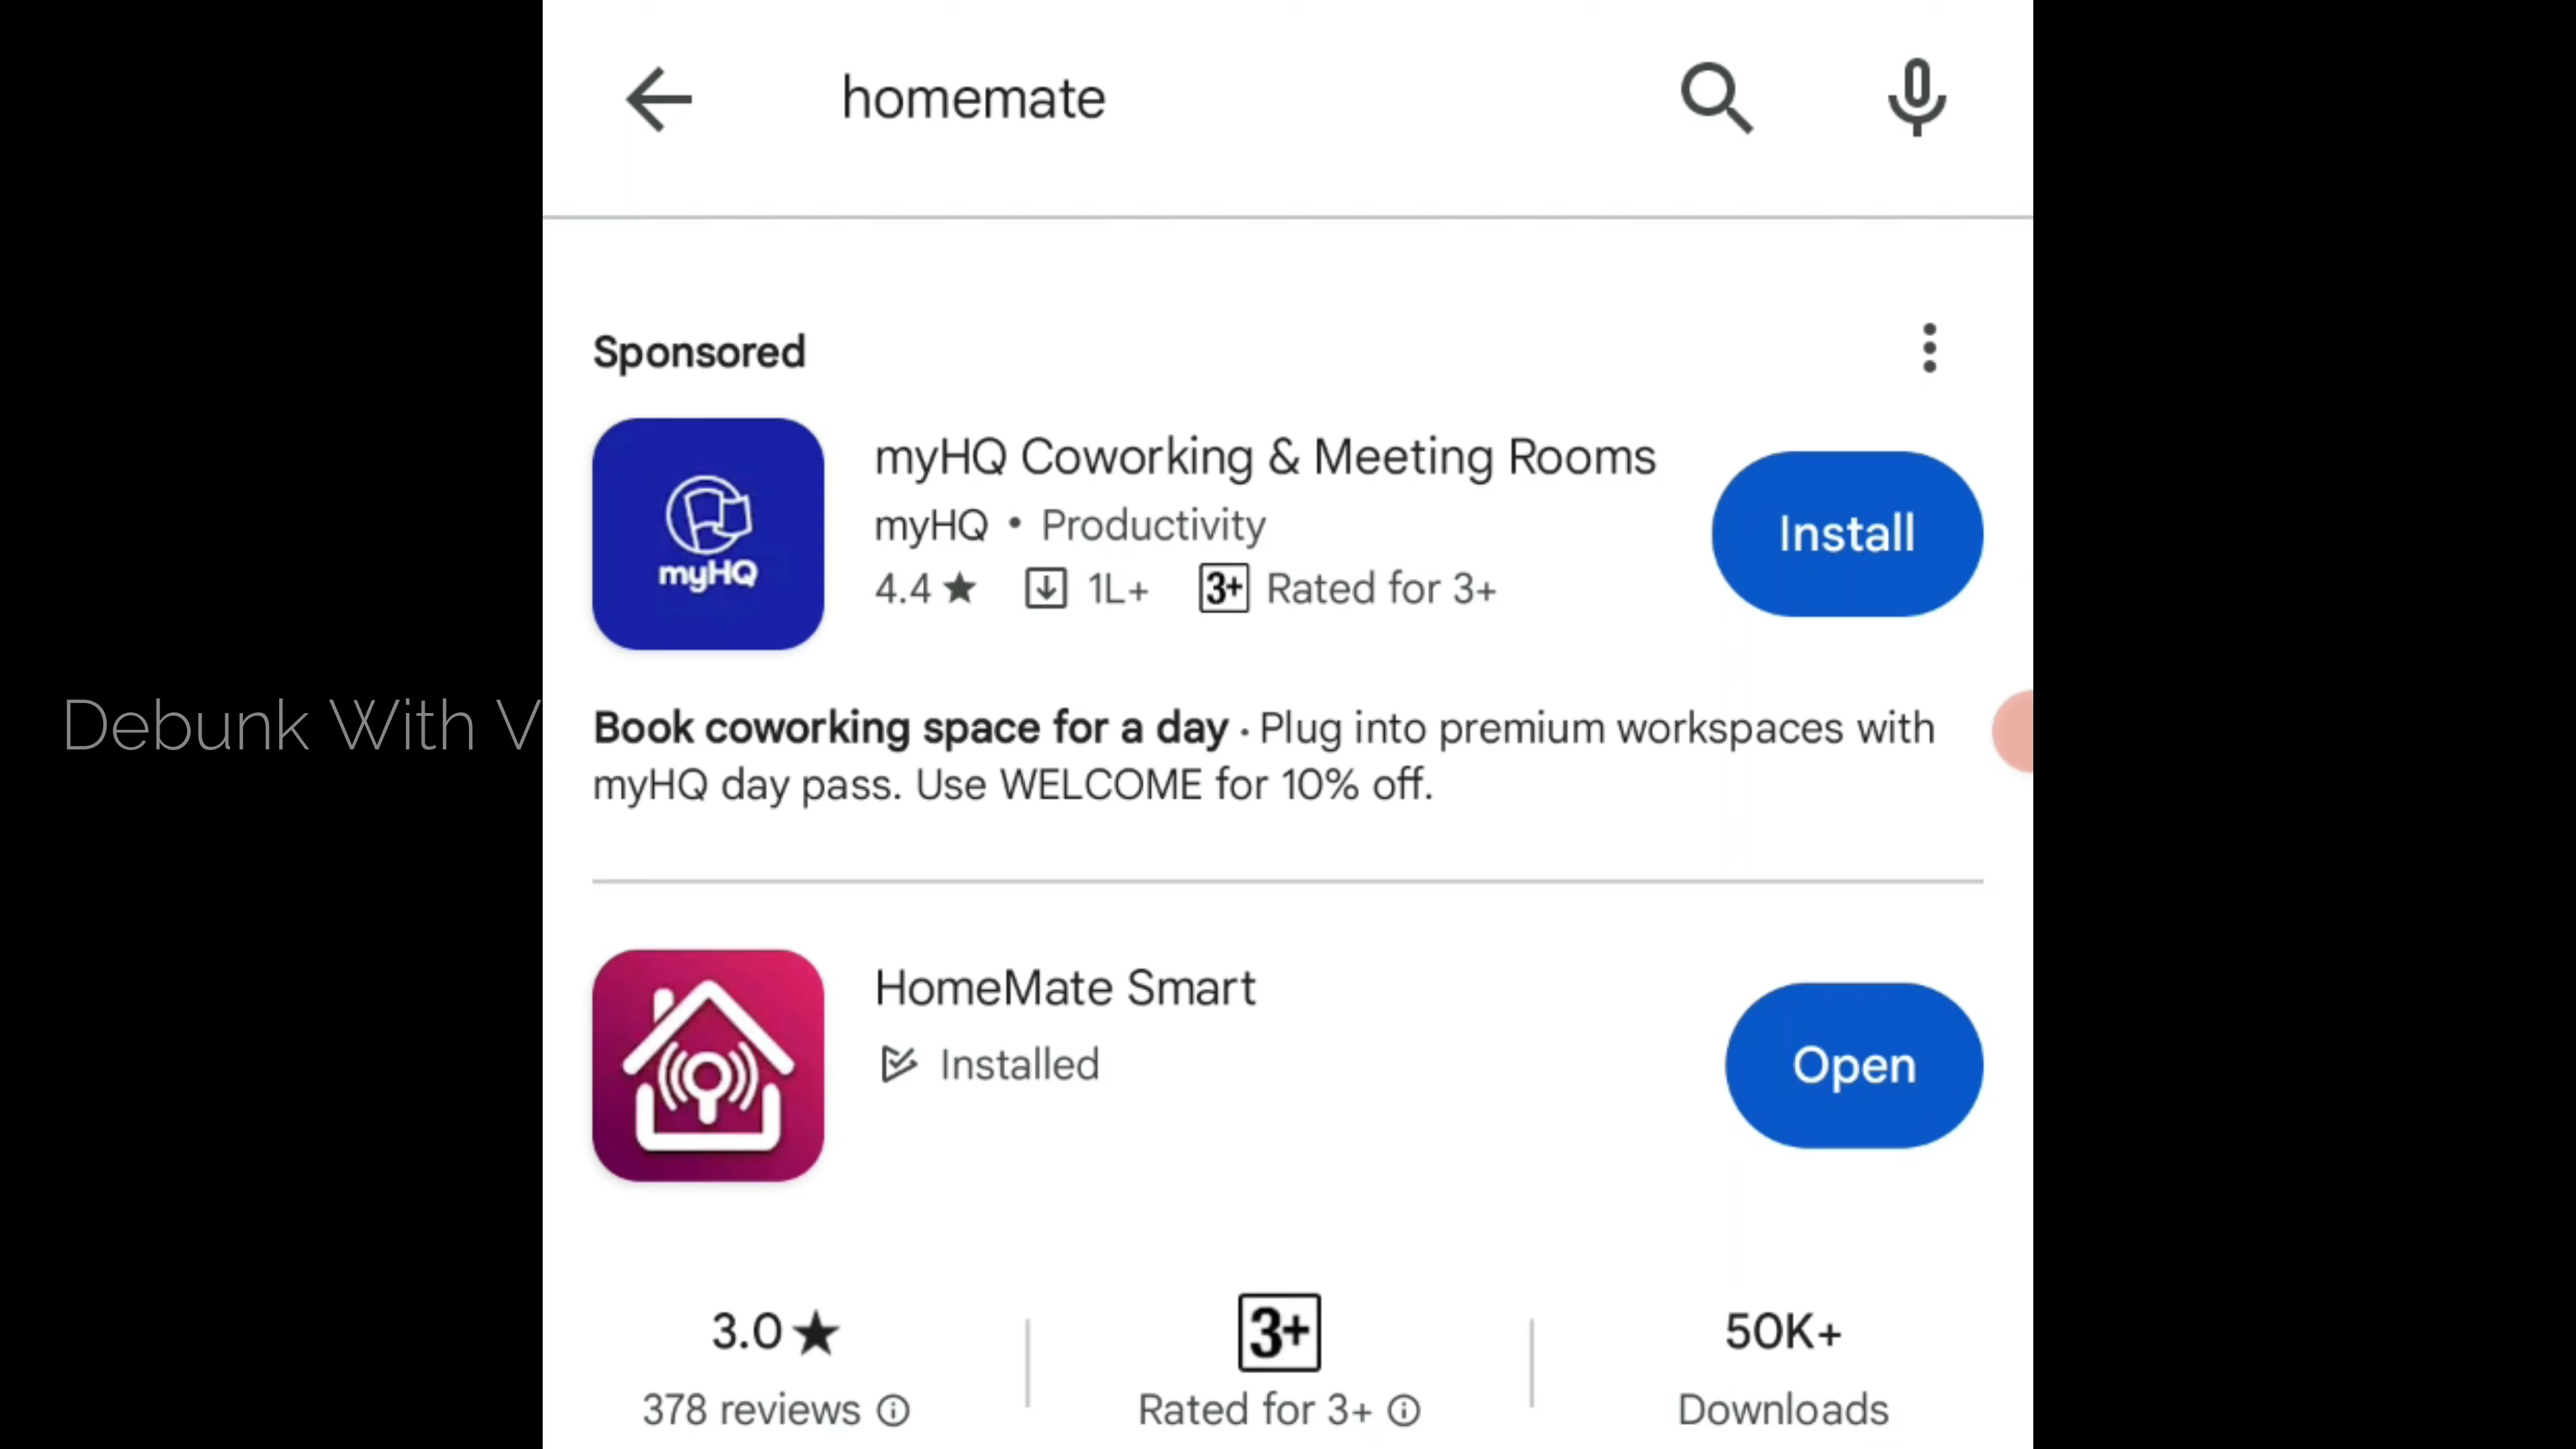 homemate
Sponsored
myHQ
myHQ Coworking & Meeting Rooms
myHQ • Productivity
4.4 ★ 1L+ 3+ Rated for 3+
Install
Debunk With V
Book coworking space for a day · Plug into premium workspaces with
myHQ day pass. Use WELCOME for 10% off.
HomeMate Smart
Installed
Open
3.0 ★
378 reviews
3+
Rated for 3+
50K+
Downloads